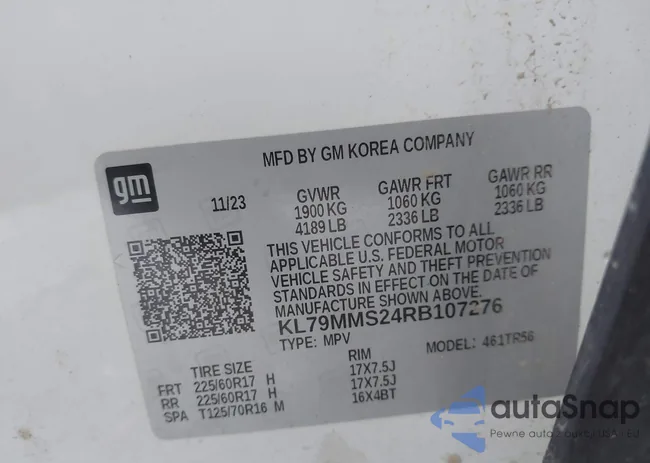 MFD BY GM KOREA COMPANY
gm
11/23 GVWR GAWR FRT GAWR RR
1900 KG 1060 KG 1060 KG
4189 LB 2336 LB 2336 LB
THIS VEHICLE CONFORMS TO ALL
APPLICABLE U.S. FEDERAL MOTOR
VEHICLE SAFETY AND THEFT PREVENTION
STANDARDS IN EFFECT ON THE DATE OF
MANUFACTURE SHOWN ABOVE.
KL79MMS24RB107276
TYPE: MPV MODEL: 461TR56
TIRE SIZE RIM
FRT 225/60R17 H 17X7.5J
RR 225/60R17 H 17X7.5J
SPA T125/70R16 M 16X4BT
autoSnap
Pewne auto